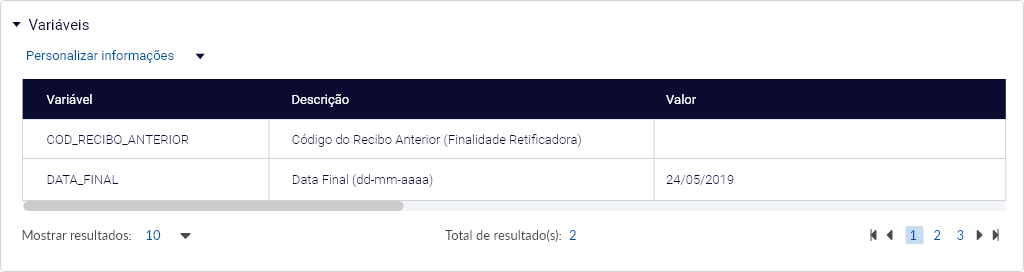 Variáveis
Personalizar informações
Variável Descrição Valor
COD_RECIBO_ANTERIOR Código do Recibo Anterior (Finalidade Retificadora)
DATA_FINAL Data Final (dd-mm-aaaa) 24/05/2019
Mostrar resultados: 10 Total de resultado(s): 2 1 2 3